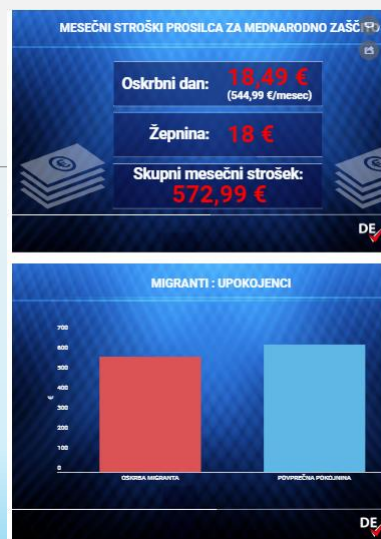 MESEČNI STROŠKI PROSILCA ZA MEDNARODNO ZAŠČITO
Oskrbni dan: 18,49 €
(544,99 €/mesec)
Žepnina: 18 €
Skupni mesečni strošek:
572,99 €
DE
MIGRANTI : UPOKOJENCI
700
600
500
400
€
300
200
100
0
OSKRBA MIGRANTA
POVPREČNA POKOJNINA
DE